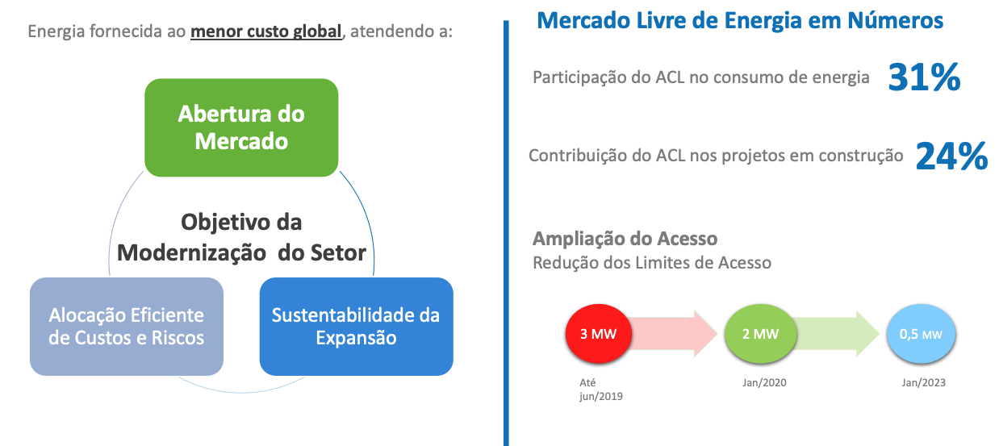 Energia fornecida ao menor custo global, atendendo a:
Abertura do
Mercado
Objetivo da
Modernização do Setor
Alocação Eficiente
de Custos e Riscos
Sustentabilidade da
Expansão
Mercado Livre de Energia em Números
Participação do ACL no consumo de energia 31%
Contribuição do ACL nos projetos em construção 24%
Ampliação do Acesso
Redução dos Limites de Acesso
3 MW
2 MW
0,5 MW
Até
jun/2019
Jan/2020
Jan/2023